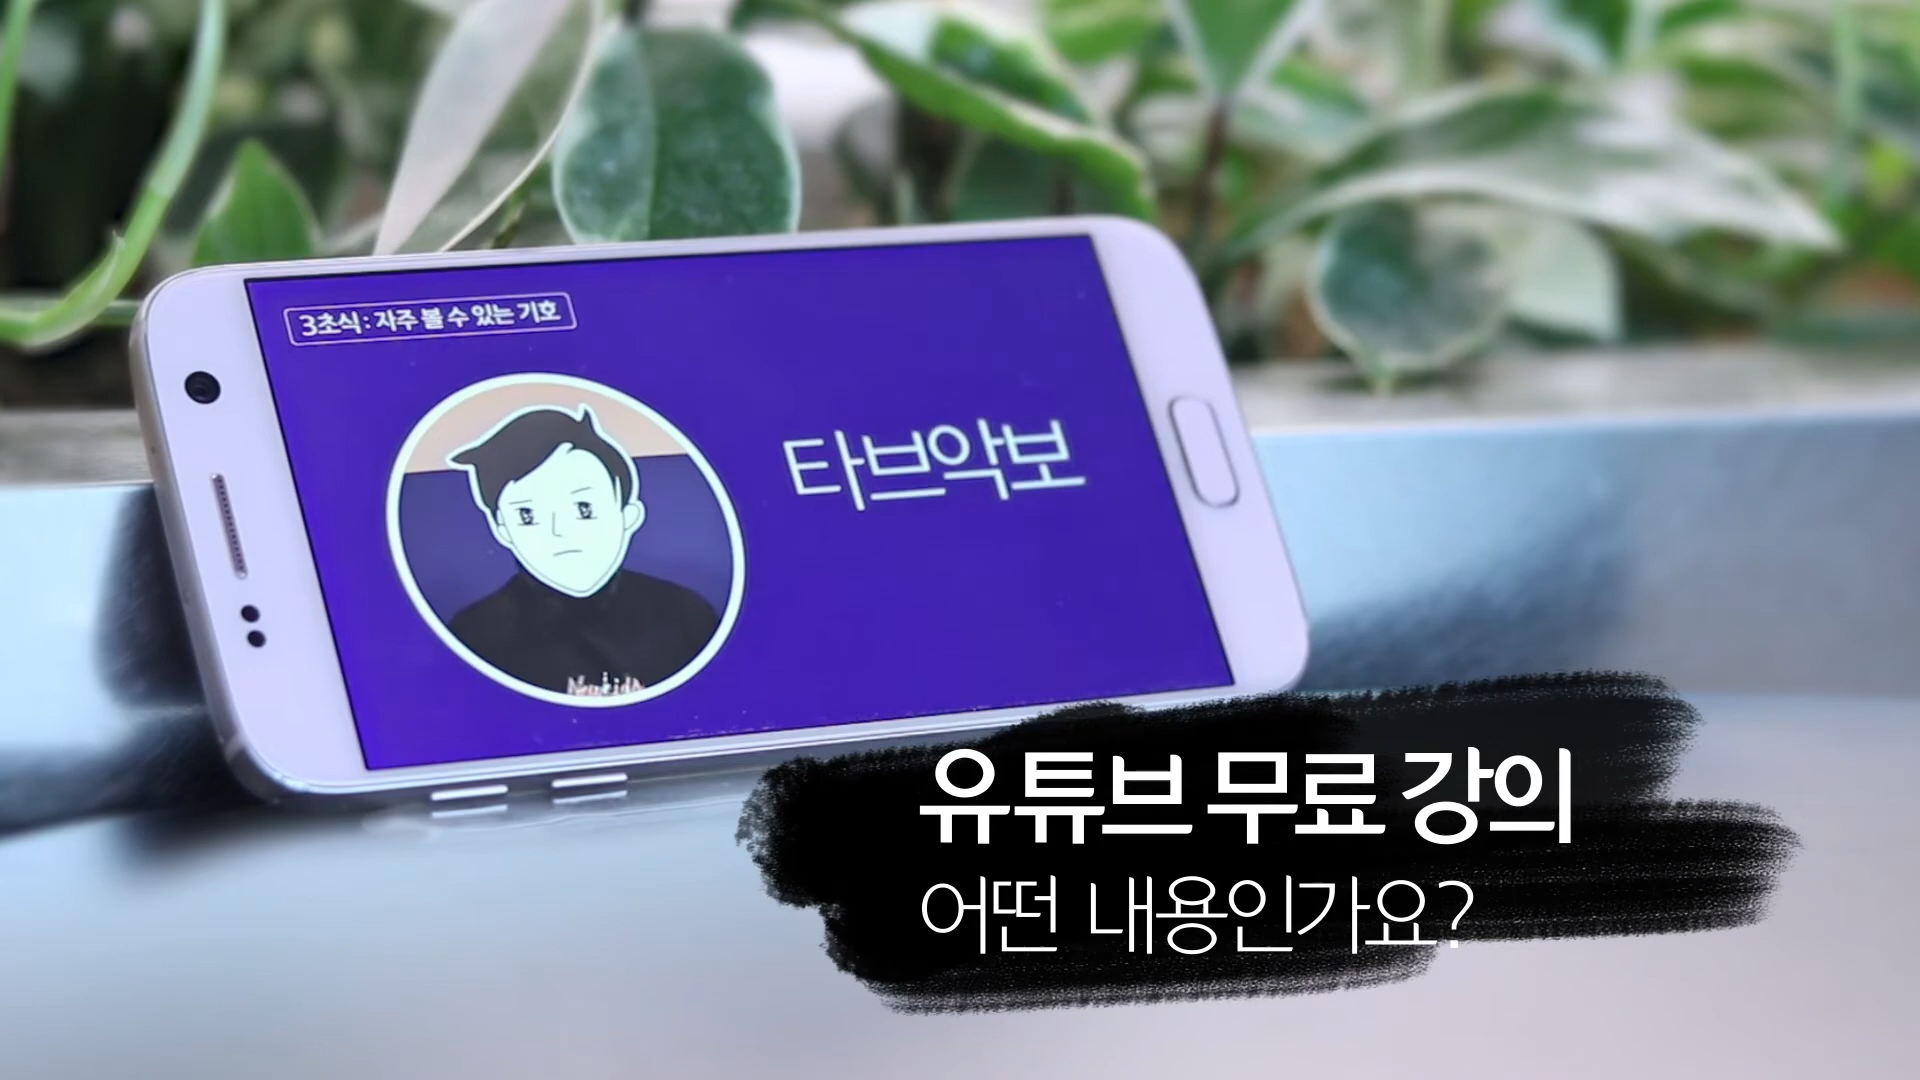 3초식 : 자주 볼 수 있는 기호
타브악보
유튜브 무료 강의
어떤 내용인가요?